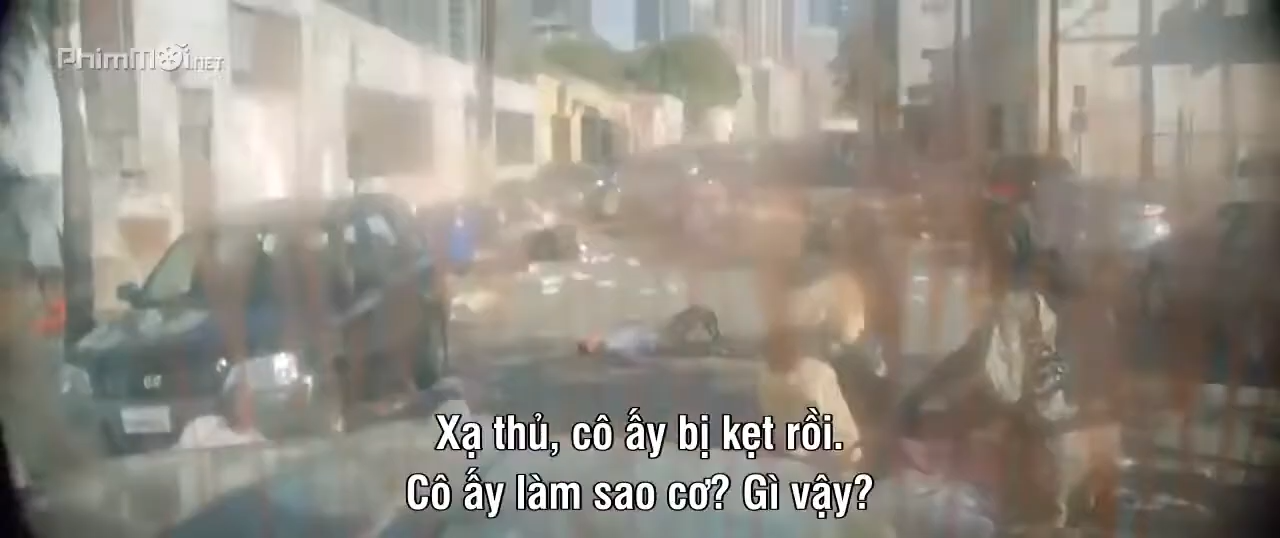 PhimMoi.NET
Xạ thủ, cô ấy bị kẹt rồi.
Cô ấy làm sao cơ? Gì vậy?